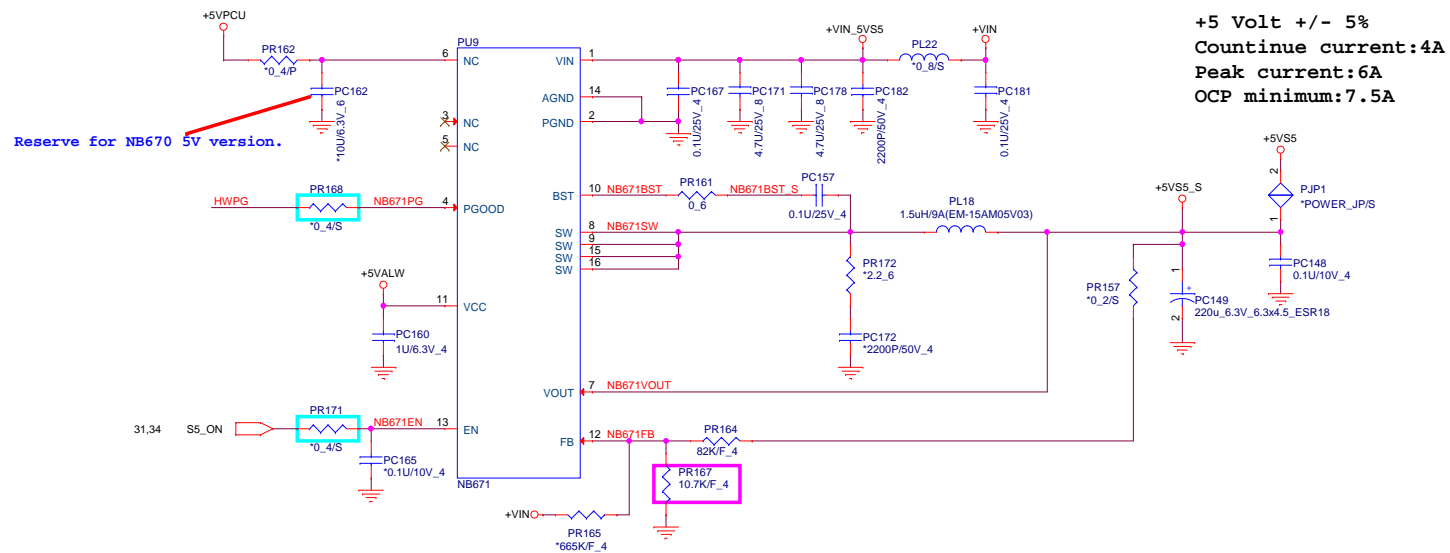 +5 Volt +/- 5%
Countinue current:4A
Peak current:6A
OCP minimum:7.5A
+5VPCU
PR162
*0_4/P
PC162
*10U/6.3V_6
Reserve for NB670 5V version.
HWPG
PR168
*0_4/S
NB671PG
+5VALW
PC160
1U/6.3V_4
31,34
S5_ON
PR171
*0_4/S
NB671EN
PC165
*0.1U/10V_4
PU9
6
NC
3
NC
5
NC
4
PGOOD
11
VCC
13
EN
NB671
VIN
1
AGND
14
PGND
2
BST
10
SW
8
SW
9
SW
15
SW
16
VOUT
7
FB
12
+VIN_5VS5
PL22
*0_8/S
+VIN
PC167
0.1U/25V_4
PC171
4.7U/25V_8
PC178
4.7U/25V_8
PC182
2200P/50V_4
PC181
0.1U/25V_4
NB671BST
PR161
0_6
NB671BST_S
PC157
0.1U/25V_4
NB671SW
PL18
1.5uH/9A(EM-15AM05V03)
PR172
*2.2_6
PC172
*2200P/50V_4
NB671VOUT
NB671FB
PR164
82K/F_4
PR167
10.7K/F_4
+VIN
PR165
*665K/F_4
+5VS5
2
PJP1
*POWER_JP/S
1
+5VS5_S
PR157
*0_2/S
1
+
PC149
220u_6.3V_6.3x4.5_ESR18
2
PC148
0.1U/10V_4